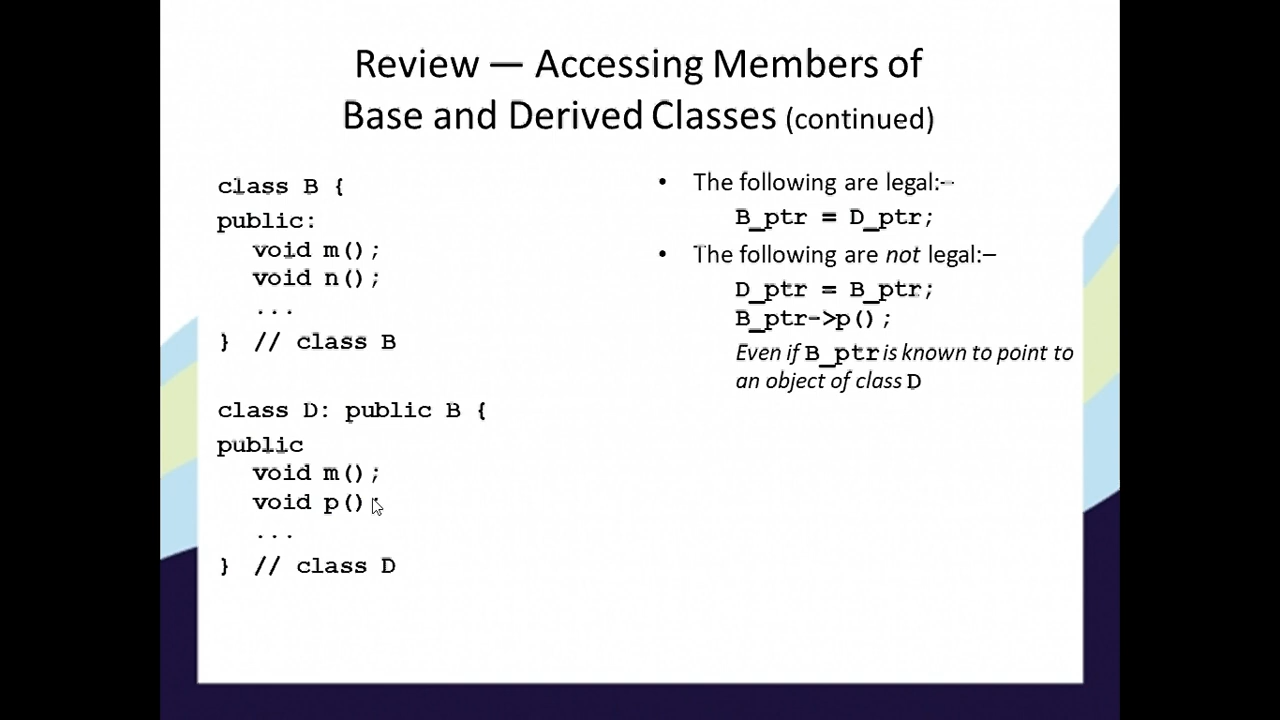 Review — Accessing Members of
Base and Derived Classes (continued)
class B {
public:
void m();
void n();
...
} // class B
class D: public B {
public
void m();
void p()
...
} // class D
• The following are legal:–
B_ptr = D_ptr;
• The following are not legal:–
D_ptr = B_ptr;
B_ptr->p();
Even if B_ptr is known to point to
an object of class D